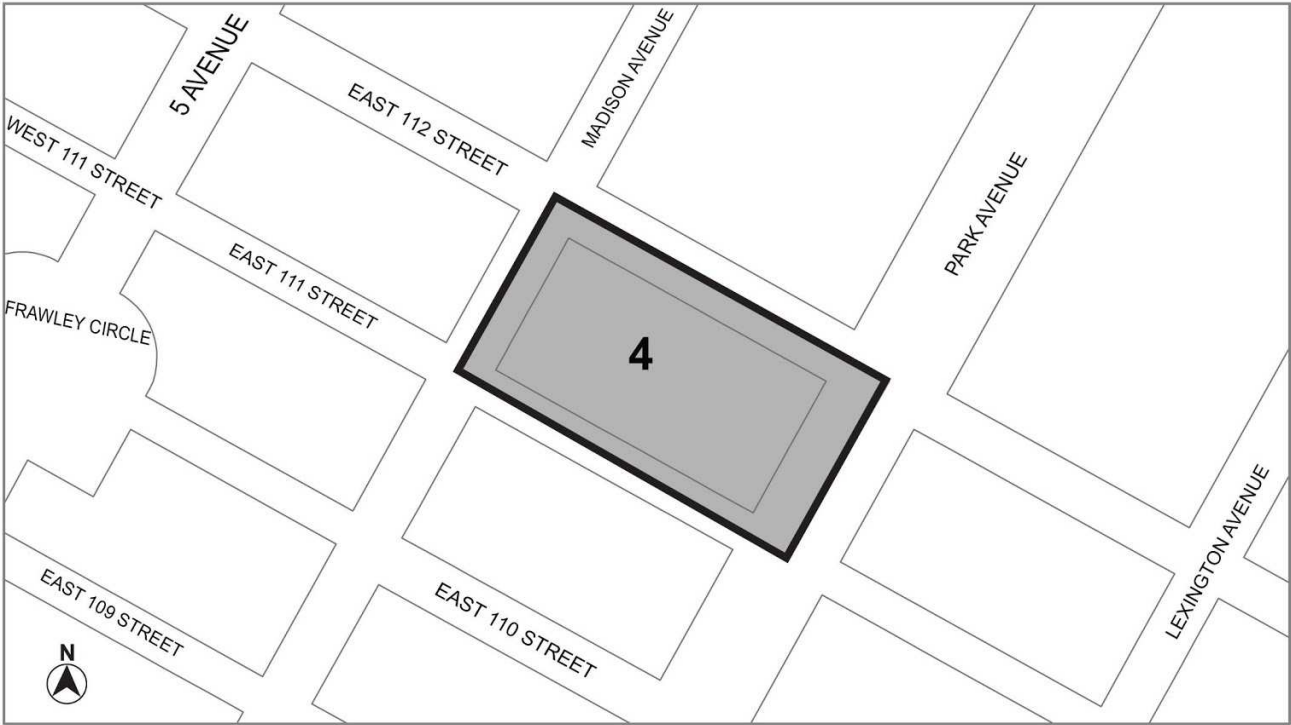 5 AVENUE
MADISON AVENUE
EAST 112 STREET
WEST 111 STREET
PARK AVENUE
EAST 111 STREET
FRAWLEY CIRCLE
4
LEXINGTON AVENUE
EAST 109 STREET
EAST 110 STREET
N